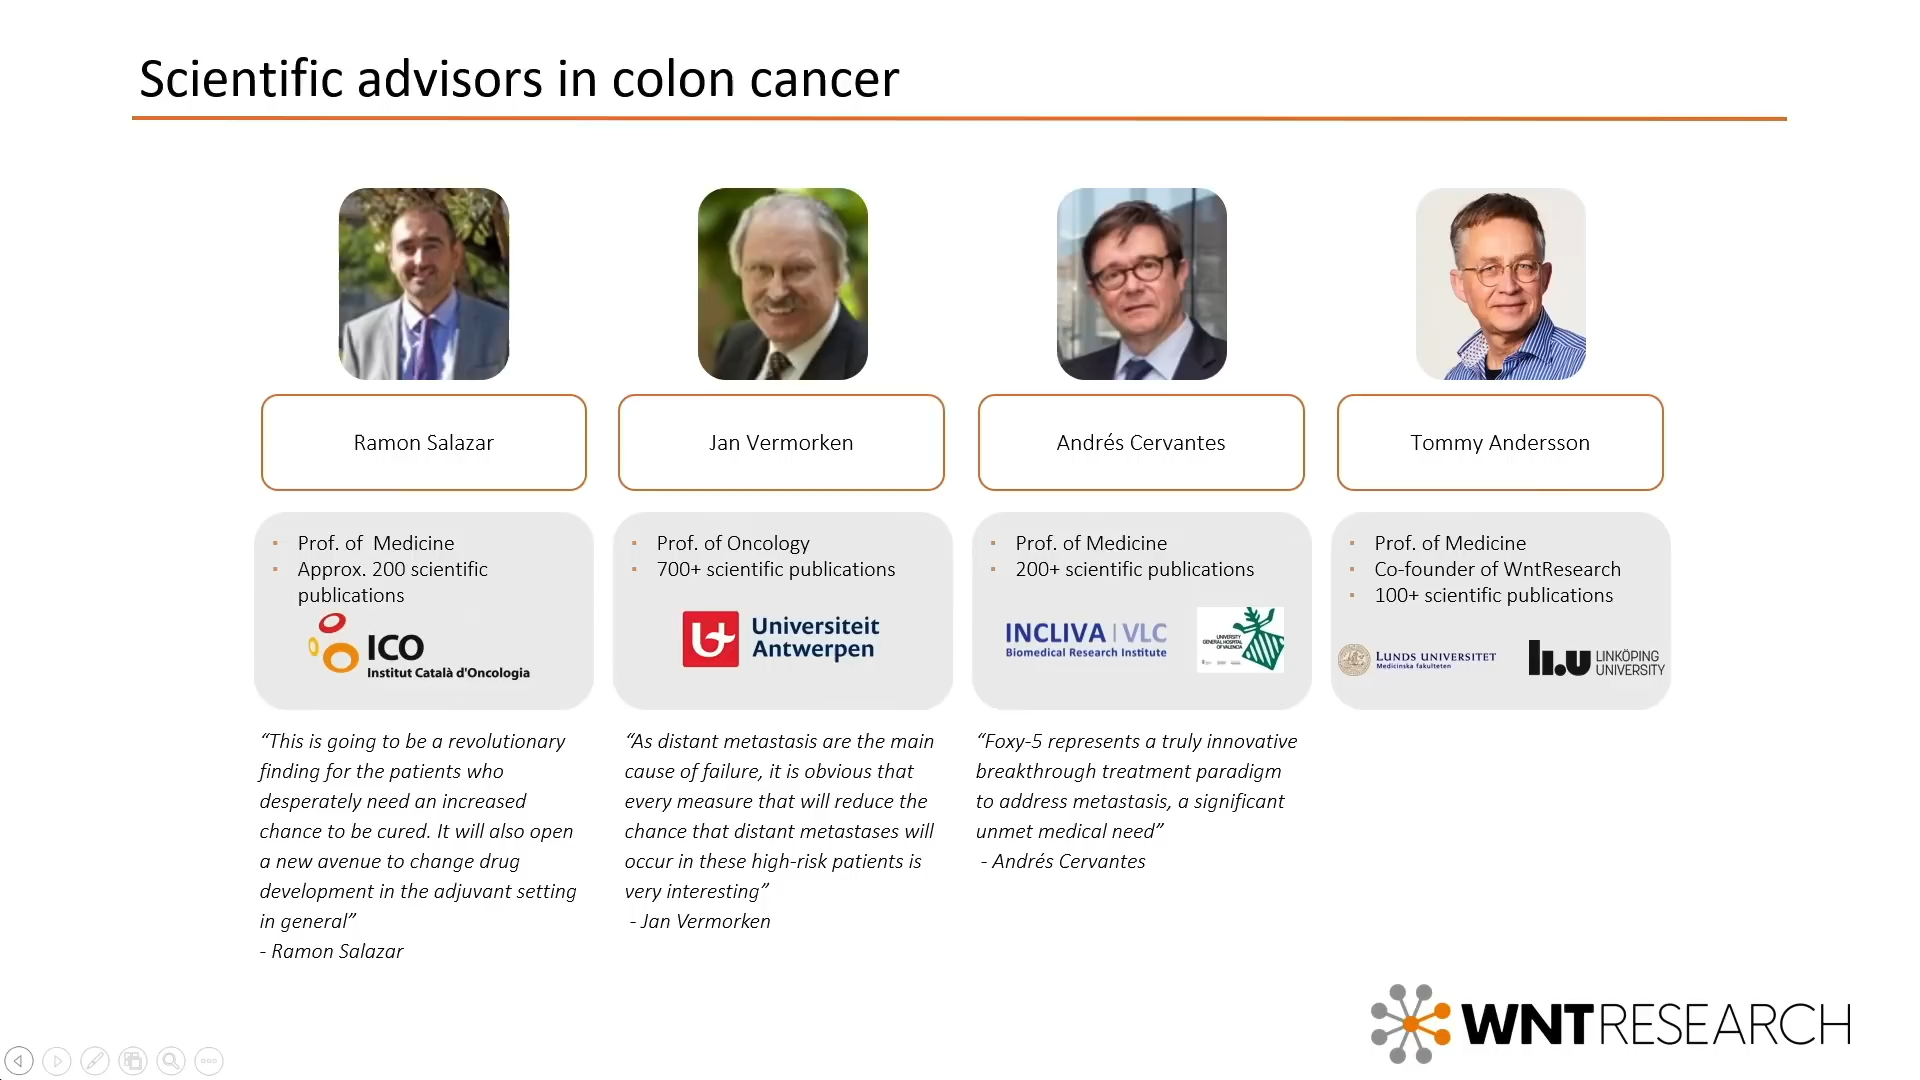 Scientific advisors in colon cancer
Ramon Salazar
Jan Vermorken
Andrés Cervantes
Tommy Andersson
▪ Prof. of  Medicine
▪ Approx. 200 scientific
publications
ICO
Institut Català d'Oncologia
▪ Prof. of Oncology
▪ 700+ scientific publications
Universiteit
Antwerpen
▪ Prof. of Medicine
▪ 200+ scientific publications
INCLIVA | VLC
Biomedical Research Institute
UNIVERSITY
GENERAL HOSPITAL
OF VALENCIA
▪ Prof. of Medicine
▪ Co-founder of WntResearch
▪ 100+ scientific publications
LUNDS UNIVERSITET
Medicinska fakulteten
LINKÖPING
UNIVERSITY
“This is going to be a revolutionary
finding for the patients who
desperately need an increased
chance to be cured. It will also open
a new avenue to change drug
development in the adjuvant setting
in general”
- Ramon Salazar
“As distant metastasis are the main
cause of failure, it is obvious that
every measure that will reduce the
chance that distant metastases will
occur in these high-risk patients is
very interesting”
- Jan Vermorken
“Foxy-5 represents a truly innovative
breakthrough treatment paradigm
to address metastasis, a significant
unmet medical need”
- Andrés Cervantes
WNTRESEARCH